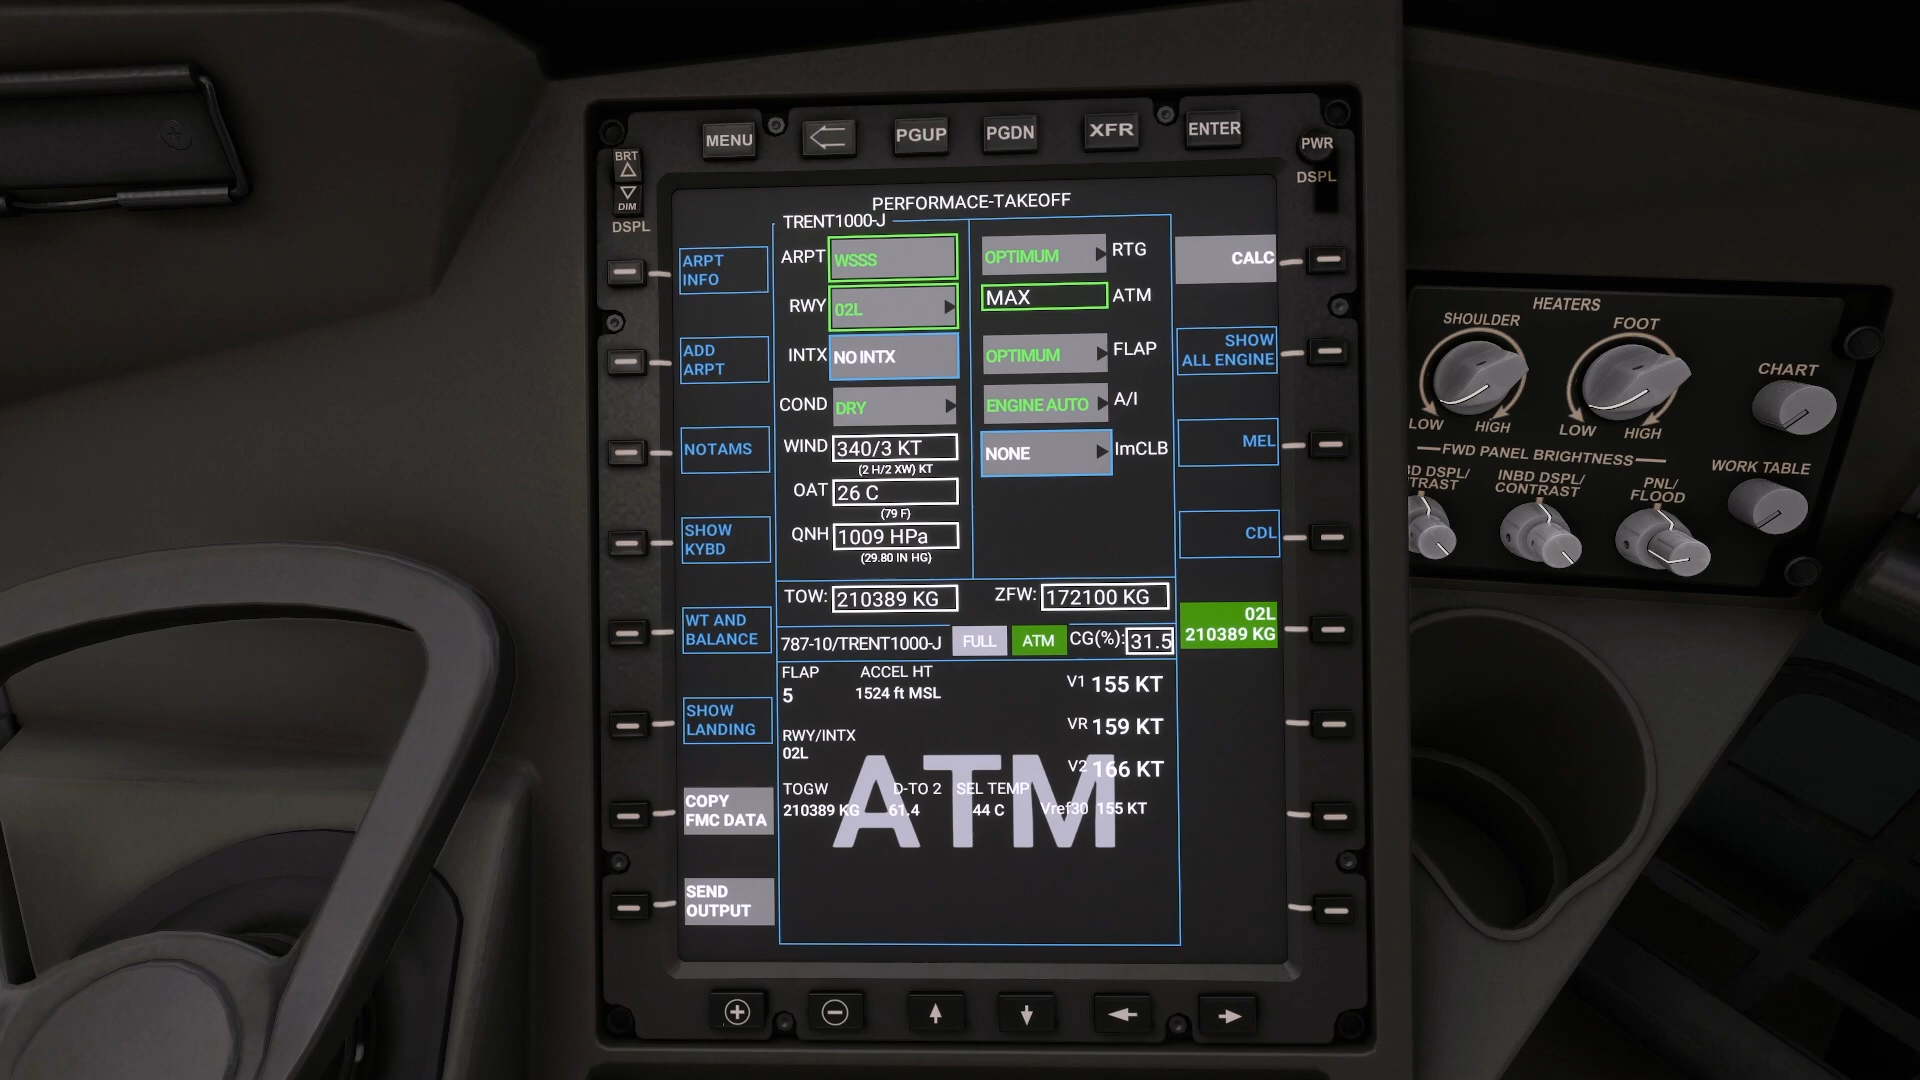 MENU
PGUP
PGDN
XFR
ENTER
BRT
DIM
DSPL
PWR
DSPL
PERFORMACE-TAKEOFF
TRENT1000-J
ARPT INFO
ADD ARPT
NOTAMS
SHOW KYBD
WT AND BALANCE
SHOW LANDING
COPY FMC DATA
SEND OUTPUT
ARPT WSSS
RWY 02L
INTX NO INTX
COND DRY
WIND 340/3 KT
(2 H/2 XW) KT
OAT 26 C
(79 F)
QNH 1009 HPa
(29.80 IN HG)
OPTIMUM RTG
MAX ATM
OPTIMUM FLAP
ENGINE AUTO A/I
NONE ImCLB
CALC
SHOW ALL ENGINE
MEL
CDL
02L
210389 KG
TOW: 210389 KG ZFW: 172100 KG
787-10/TRENT1000-J FULL ATM CG(%): 31.5
FLAP ACCEL HT
5 1524 ft MSL
V1 155 KT
VR 159 KT
RWY/INTX
02L
V2 166 KT
TOGW D-TO 2 SEL TEMP
210389 KG 61.4 44 C Vref30 155 KT
ATM
HEATERS
SHOULDER FOOT
LOW HIGH LOW HIGH
CHART
FWD PANEL BRIGHTNESS
WORK TABLE
INBD DSPL/
CONTRAST
PNL/
FLOOD